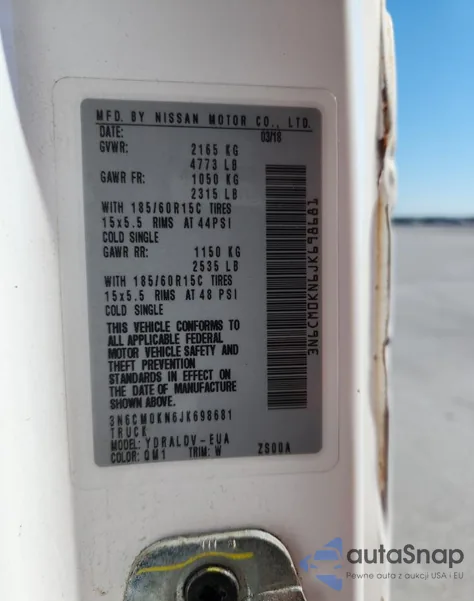 MFD. BY NISSAN MOTOR CO., LTD.
DATE: 03/18
GVWR: 2165 KG
4773 LB
GAWR FR: 1050 KG
2315 LB
WITH 185/60R15C TIRES
15x5.5 RIMS AT 44PSI
COLD SINGLE
GAWR RR: 1150 KG
2535 LB
WITH 185/60R15C TIRES
15x5.5 RIMS AT 48 PSI
COLD SINGLE
THIS VEHICLE CONFORMS TO
ALL APPLICABLE FEDERAL
MOTOR VEHICLE SAFETY AND
THEFT PREVENTION
STANDARDS IN EFFECT ON
THE DATE OF MANUFACTURE
SHOWN ABOVE.
3N6CM0KN6JK698681
TRUCK
MODEL: YDRALDV-EUA
COLOR: QM1 TRIM: W ZS00A
3N6CM0KN6JK698681
autoSnap
Pewne auta z aukcji USA i EU